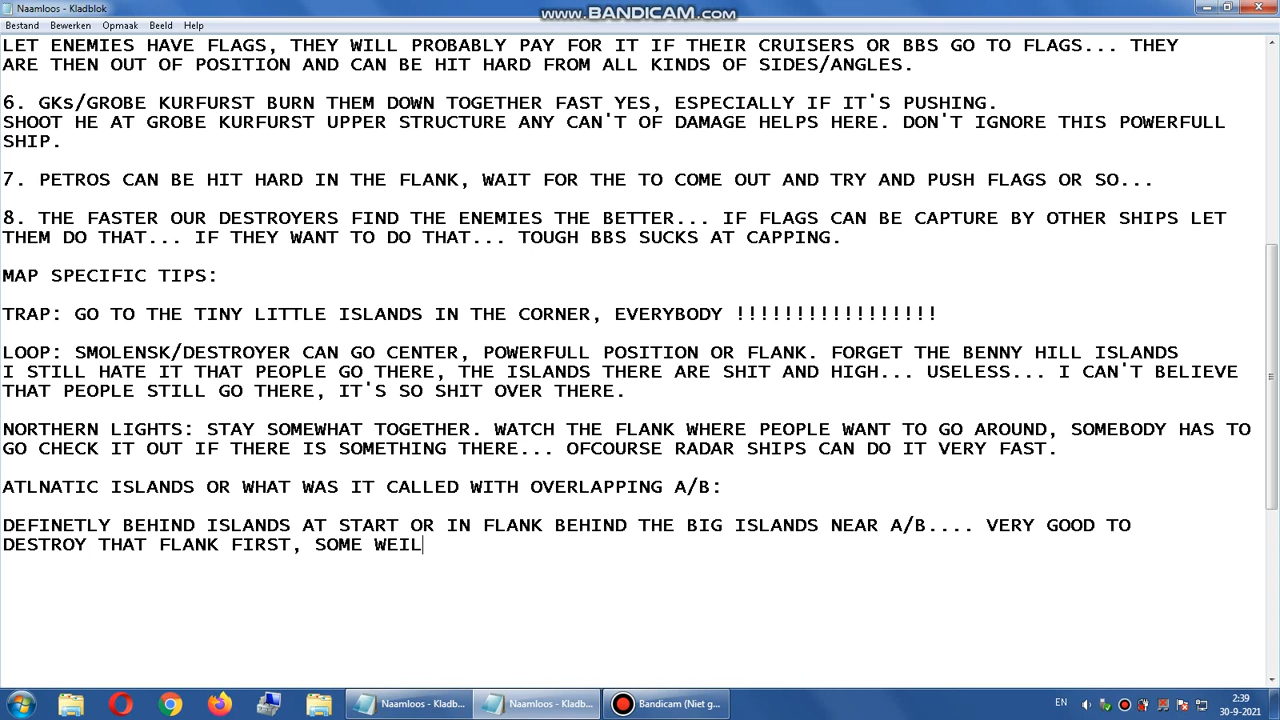 Naamloos - Kladblok
www.BANDICAM.com
Bestand Bewerken Opmaak Beeld Help
LET ENEMIES HAVE FLAGS, THEY WILL PROBABLY PAY FOR IT IF THEIR CRUISERS OR BBS GO TO FLAGS... THEY
ARE THEN OUT OF POSITION AND CAN BE HIT HARD FROM ALL KINDS OF SIDES/ANGLES.
6. GKs/GROBE KURFURST BURN THEM DOWN TOGETHER FAST YES, ESPECIALLY IF IT'S PUSHING.
SHOOT HE AT GROBE KURFURST UPPER STRUCTURE ANY CAN'T OF DAMAGE HELPS HERE. DON'T IGNORE THIS POWERFULL
SHIP.
7. PETROS CAN BE HIT HARD IN THE FLANK, WAIT FOR THE TO COME OUT AND TRY AND PUSH FLAGS OR SO...
8. THE FASTER OUR DESTROYERS FIND THE ENEMIES THE BETTER... IF FLAGS CAN BE CAPTURE BY OTHER SHIPS LET
THEM DO THAT... IF THEY WANT TO DO THAT... TOUGH BBS SUCKS AT CAPPING.
MAP SPECIFIC TIPS:
TRAP: GO TO THE TINY LITTLE ISLANDS IN THE CORNER, EVERYBODY !!!!!!!!!!!!!!!!!
LOOP: SMOLENSK/DESTROYER CAN GO CENTER, POWERFULL POSITION OR FLANK. FORGET THE BENNY HILL ISLANDS
I STILL HATE IT THAT PEOPLE GO THERE, THE ISLANDS THERE ARE SHIT AND HIGH... USELESS... I CAN'T BELIEVE
THAT PEOPLE STILL GO THERE, IT'S SO SHIT OVER THERE.
NORTHERN LIGHTS: STAY SOMEWHAT TOGETHER. WATCH THE FLANK WHERE PEOPLE WANT TO GO AROUND, SOMEBODY HAS TO
GO CHECK IT OUT IF THERE IS SOMETHING THERE... OFCOURSE RADAR SHIPS CAN DO IT VERY FAST.
ATLNATIC ISLANDS OR WHAT WAS IT CALLED WITH OVERLAPPING A/B:
DEFINETLY BEHIND ISLANDS AT START OR IN FLANK BEHIND THE BIG ISLANDS NEAR A/B.... VERY GOOD TO
DESTROY THAT FLANK FIRST, SOME WEIL
Naamloos - Kladb... Naamloos - Kladb... Bandicam (Niet g... EN 2:39
30-9-2021